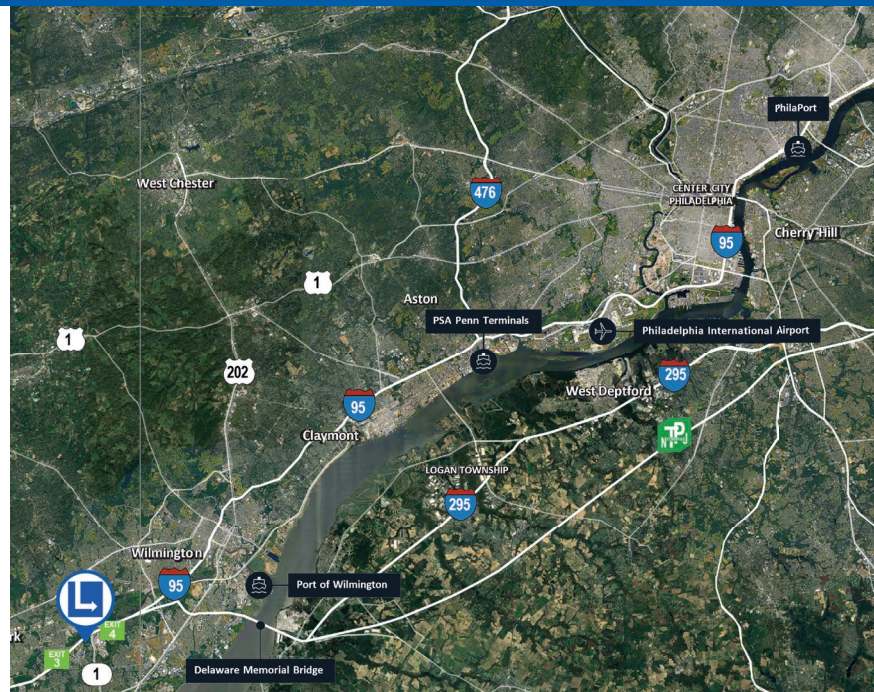 PhilaPort
West Chester
476
CENTER CITY
PHILADELPHIA
95
Cherry Hill
1
Aston
PSA Penn Terminals
Philadelphia International Airport
1
202
295
West Deptford
95
Claymont
NTPJ
LOGAN TOWNSHIP
295
Wilmington
95
Port of Wilmington
L
EXIT
4
rk
EXIT
3
1
Delaware Memorial Bridge